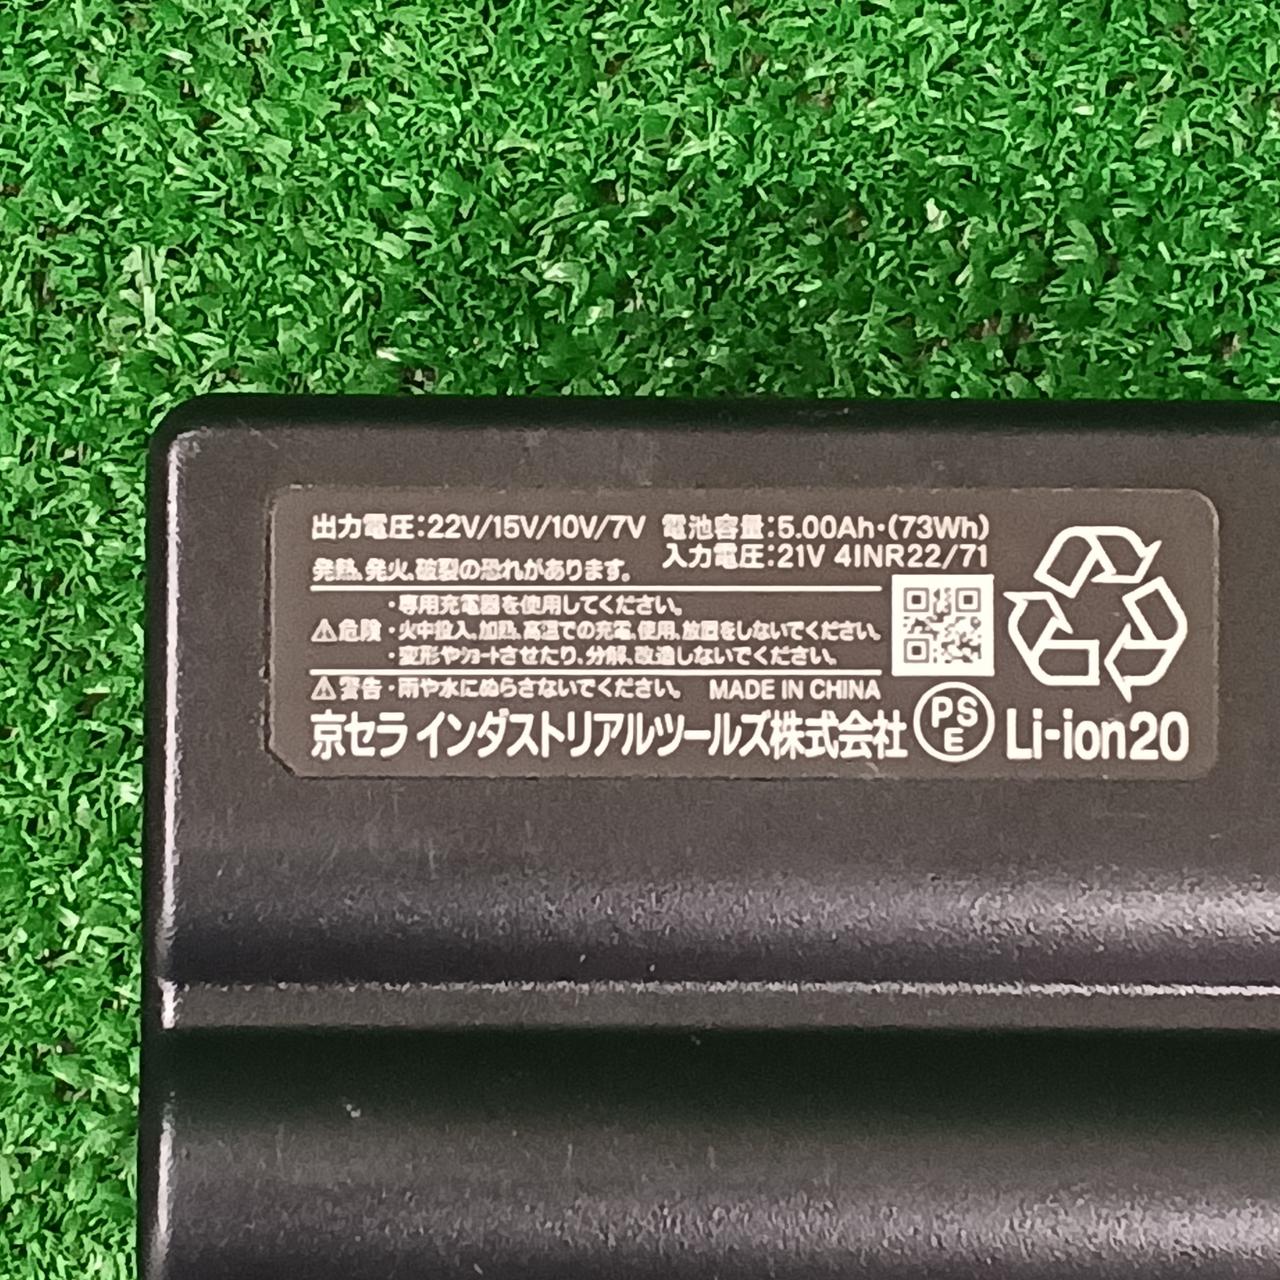 出力電圧:22V/15V/10V/7V 電池容量:5.00Ah・(73Wh)
入力電圧:21V 4INR22/71
発熱、発火、破裂の恐れがあります。
・専用充電器を使用してください。
⚠危険・火中投入、加熱、高温での充電、使用、放置をしないでください。
・変形やショートさせたり、分解、改造しないでください。
⚠警告・雨や水にぬらさないでください。 MADE IN CHINA
京セラ インダストリアルツールズ株式会社 PSE Li-ion20